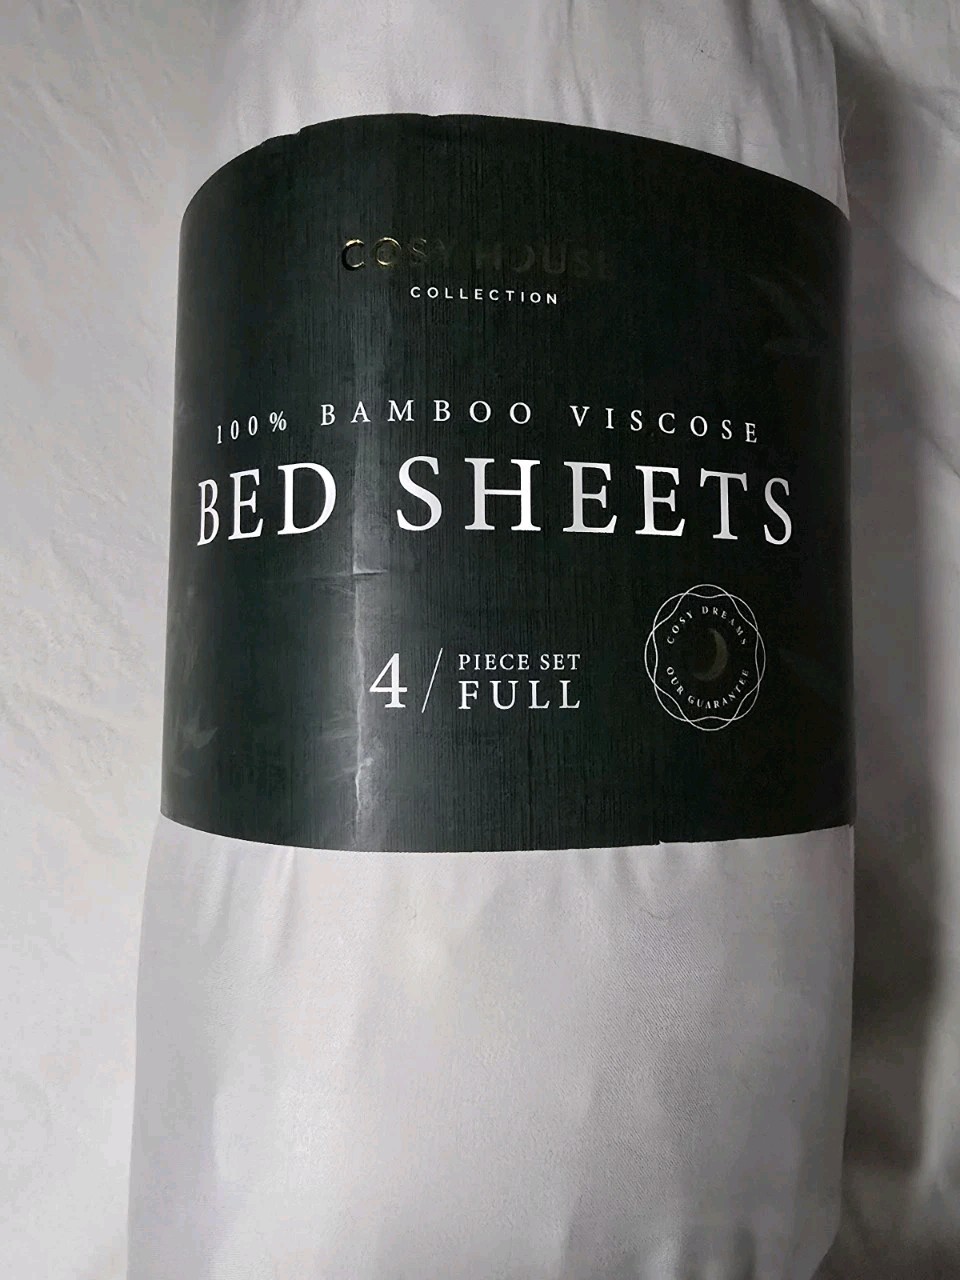 COSY HOUSE
COLLECTION
100% BAMBOO VISCOSE
BED SHEETS
4/ PIECE SET
FULL
COSY DREAMS
OUR GUARANTEE